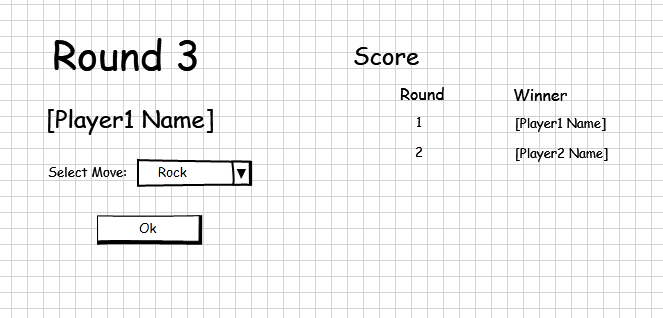 Round 3
[Player1 Name]
Select Move: Rock
Ok
Score
Round Winner
1 [Player1 Name]
2 [Player2 Name]